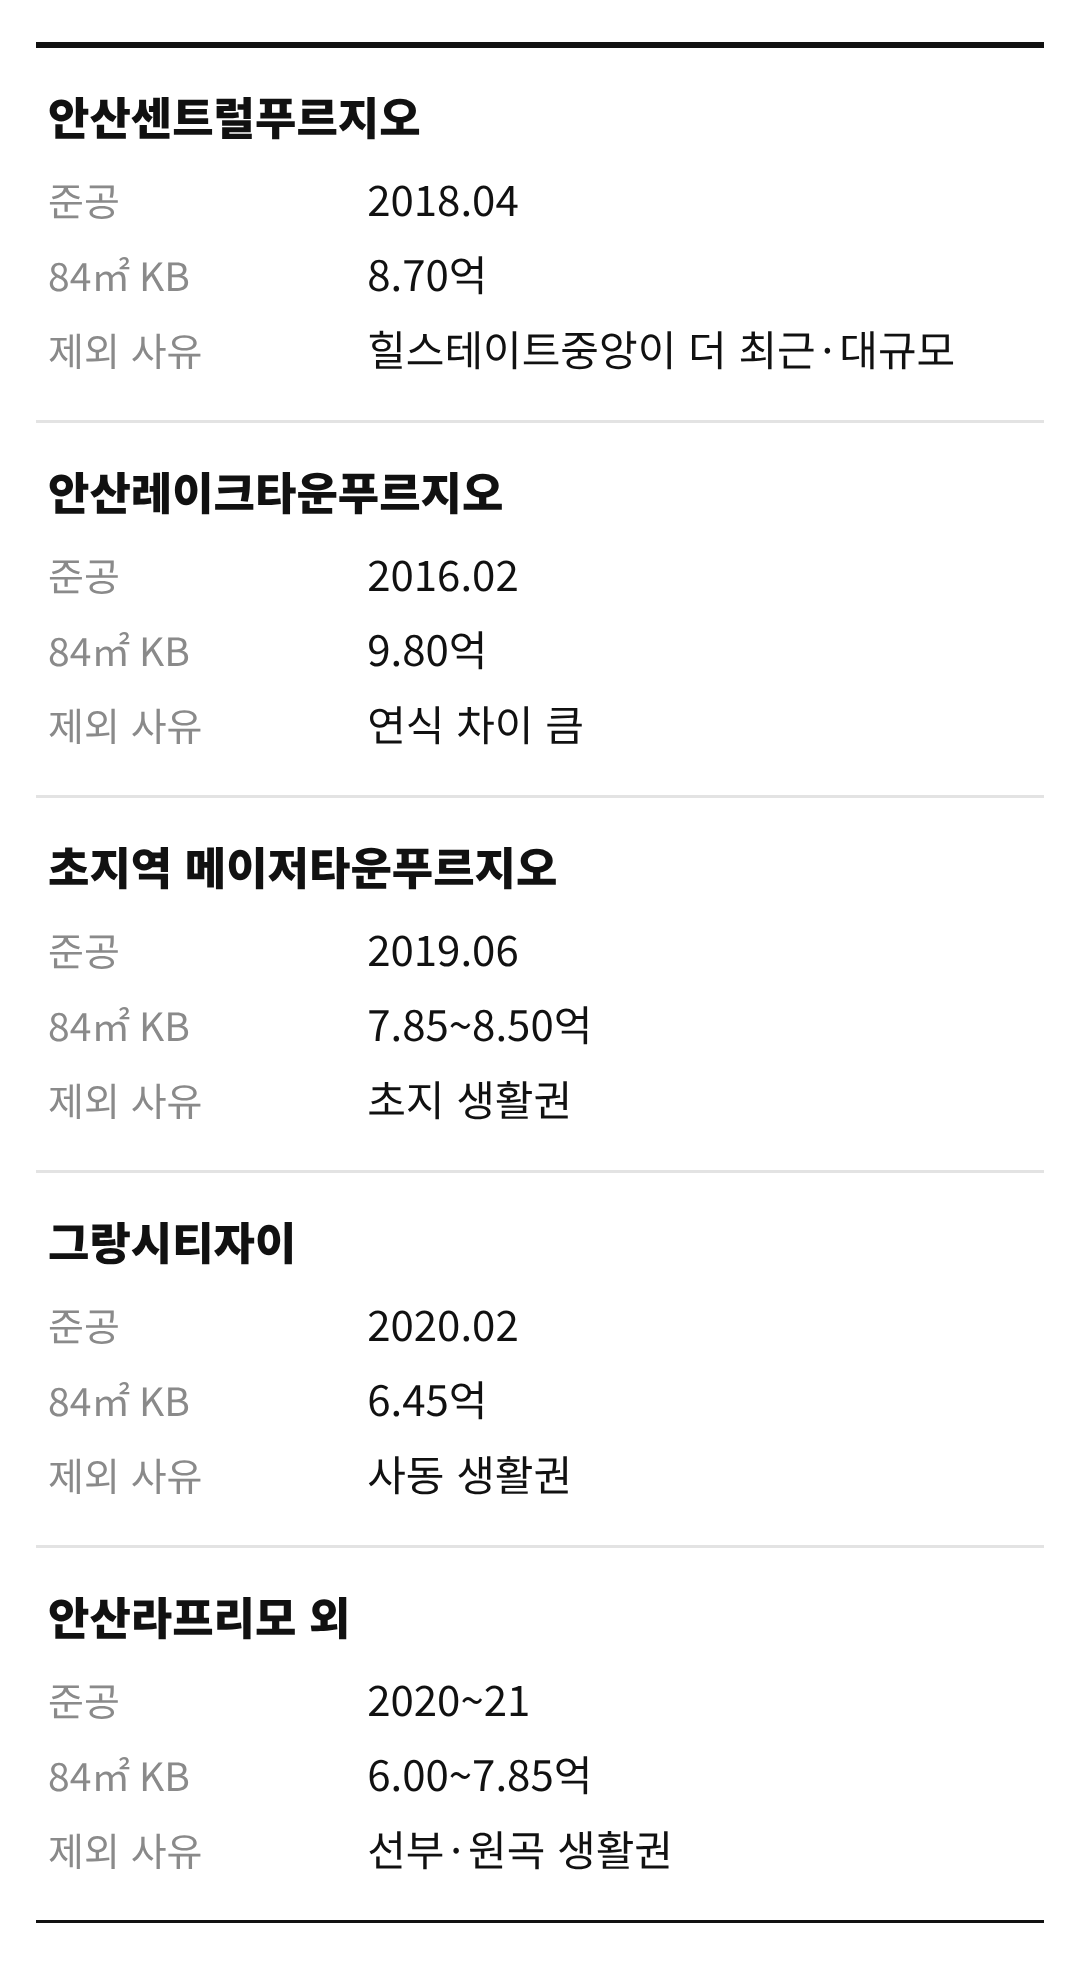 안산센트럴푸르지오
준공 2018.04
84㎡ KB 8.70억
제외 사유 힐스테이트중앙이 더 최근·대규모
안산레이크타운푸르지오
준공 2016.02
84㎡ KB 9.80억
제외 사유 연식 차이 큼
초지역 메이저타운푸르지오
준공 2019.06
84㎡ KB 7.85~8.50억
제외 사유 초지 생활권
그랑시티자이
준공 2020.02
84㎡ KB 6.45억
제외 사유 사동 생활권
안산라프리모 외
준공 2020~21
84㎡ KB 6.00~7.85억
제외 사유 선부·원곡 생활권